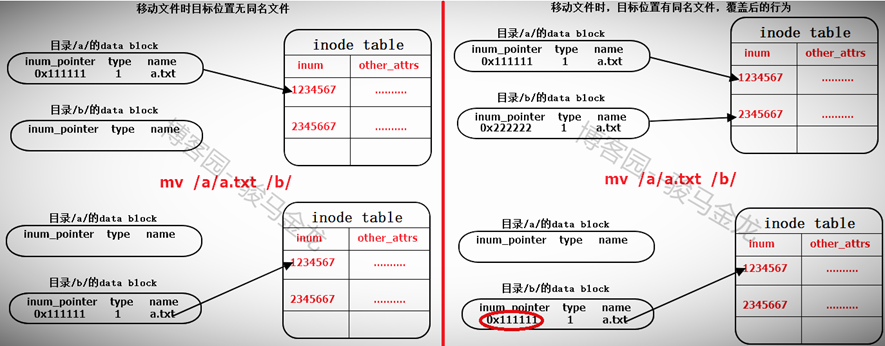 移动文件时目标位置无同名文件
目录/a/的data block
inum_pointer type name
0x111111 1 a.txt
目录/b/的data block
inum_pointer type name
inode table
inum other_attrs
1234567 ..........
2345667 ..........
mv /a/a.txt /b/
目录/a/的data block
inum_pointer type name
目录/b/的data block
inum_pointer type name
0x111111 1 a.txt
inode table
inum other_attrs
1234567 ..........
2345667 ..........
博客园--骏马金龙
移动文件时，目标位置有同名文件，覆盖后的行为
目录/a/的data block
inum_pointer type name
0x111111 1 a.txt
目录/b/的data block
inum_pointer type name
0x222222 1 a.txt
inode table
inum other_attrs
1234567 ..........
2345667 ..........
mv /a/a.txt /b/
目录/a/的data block
inum_pointer type name
目录/b/的data block
inum_pointer type name
0x111111 1 a.txt
inode table
inum other_attrs
1234567 ..........
2345667 ..........
博客园--骏马金龙